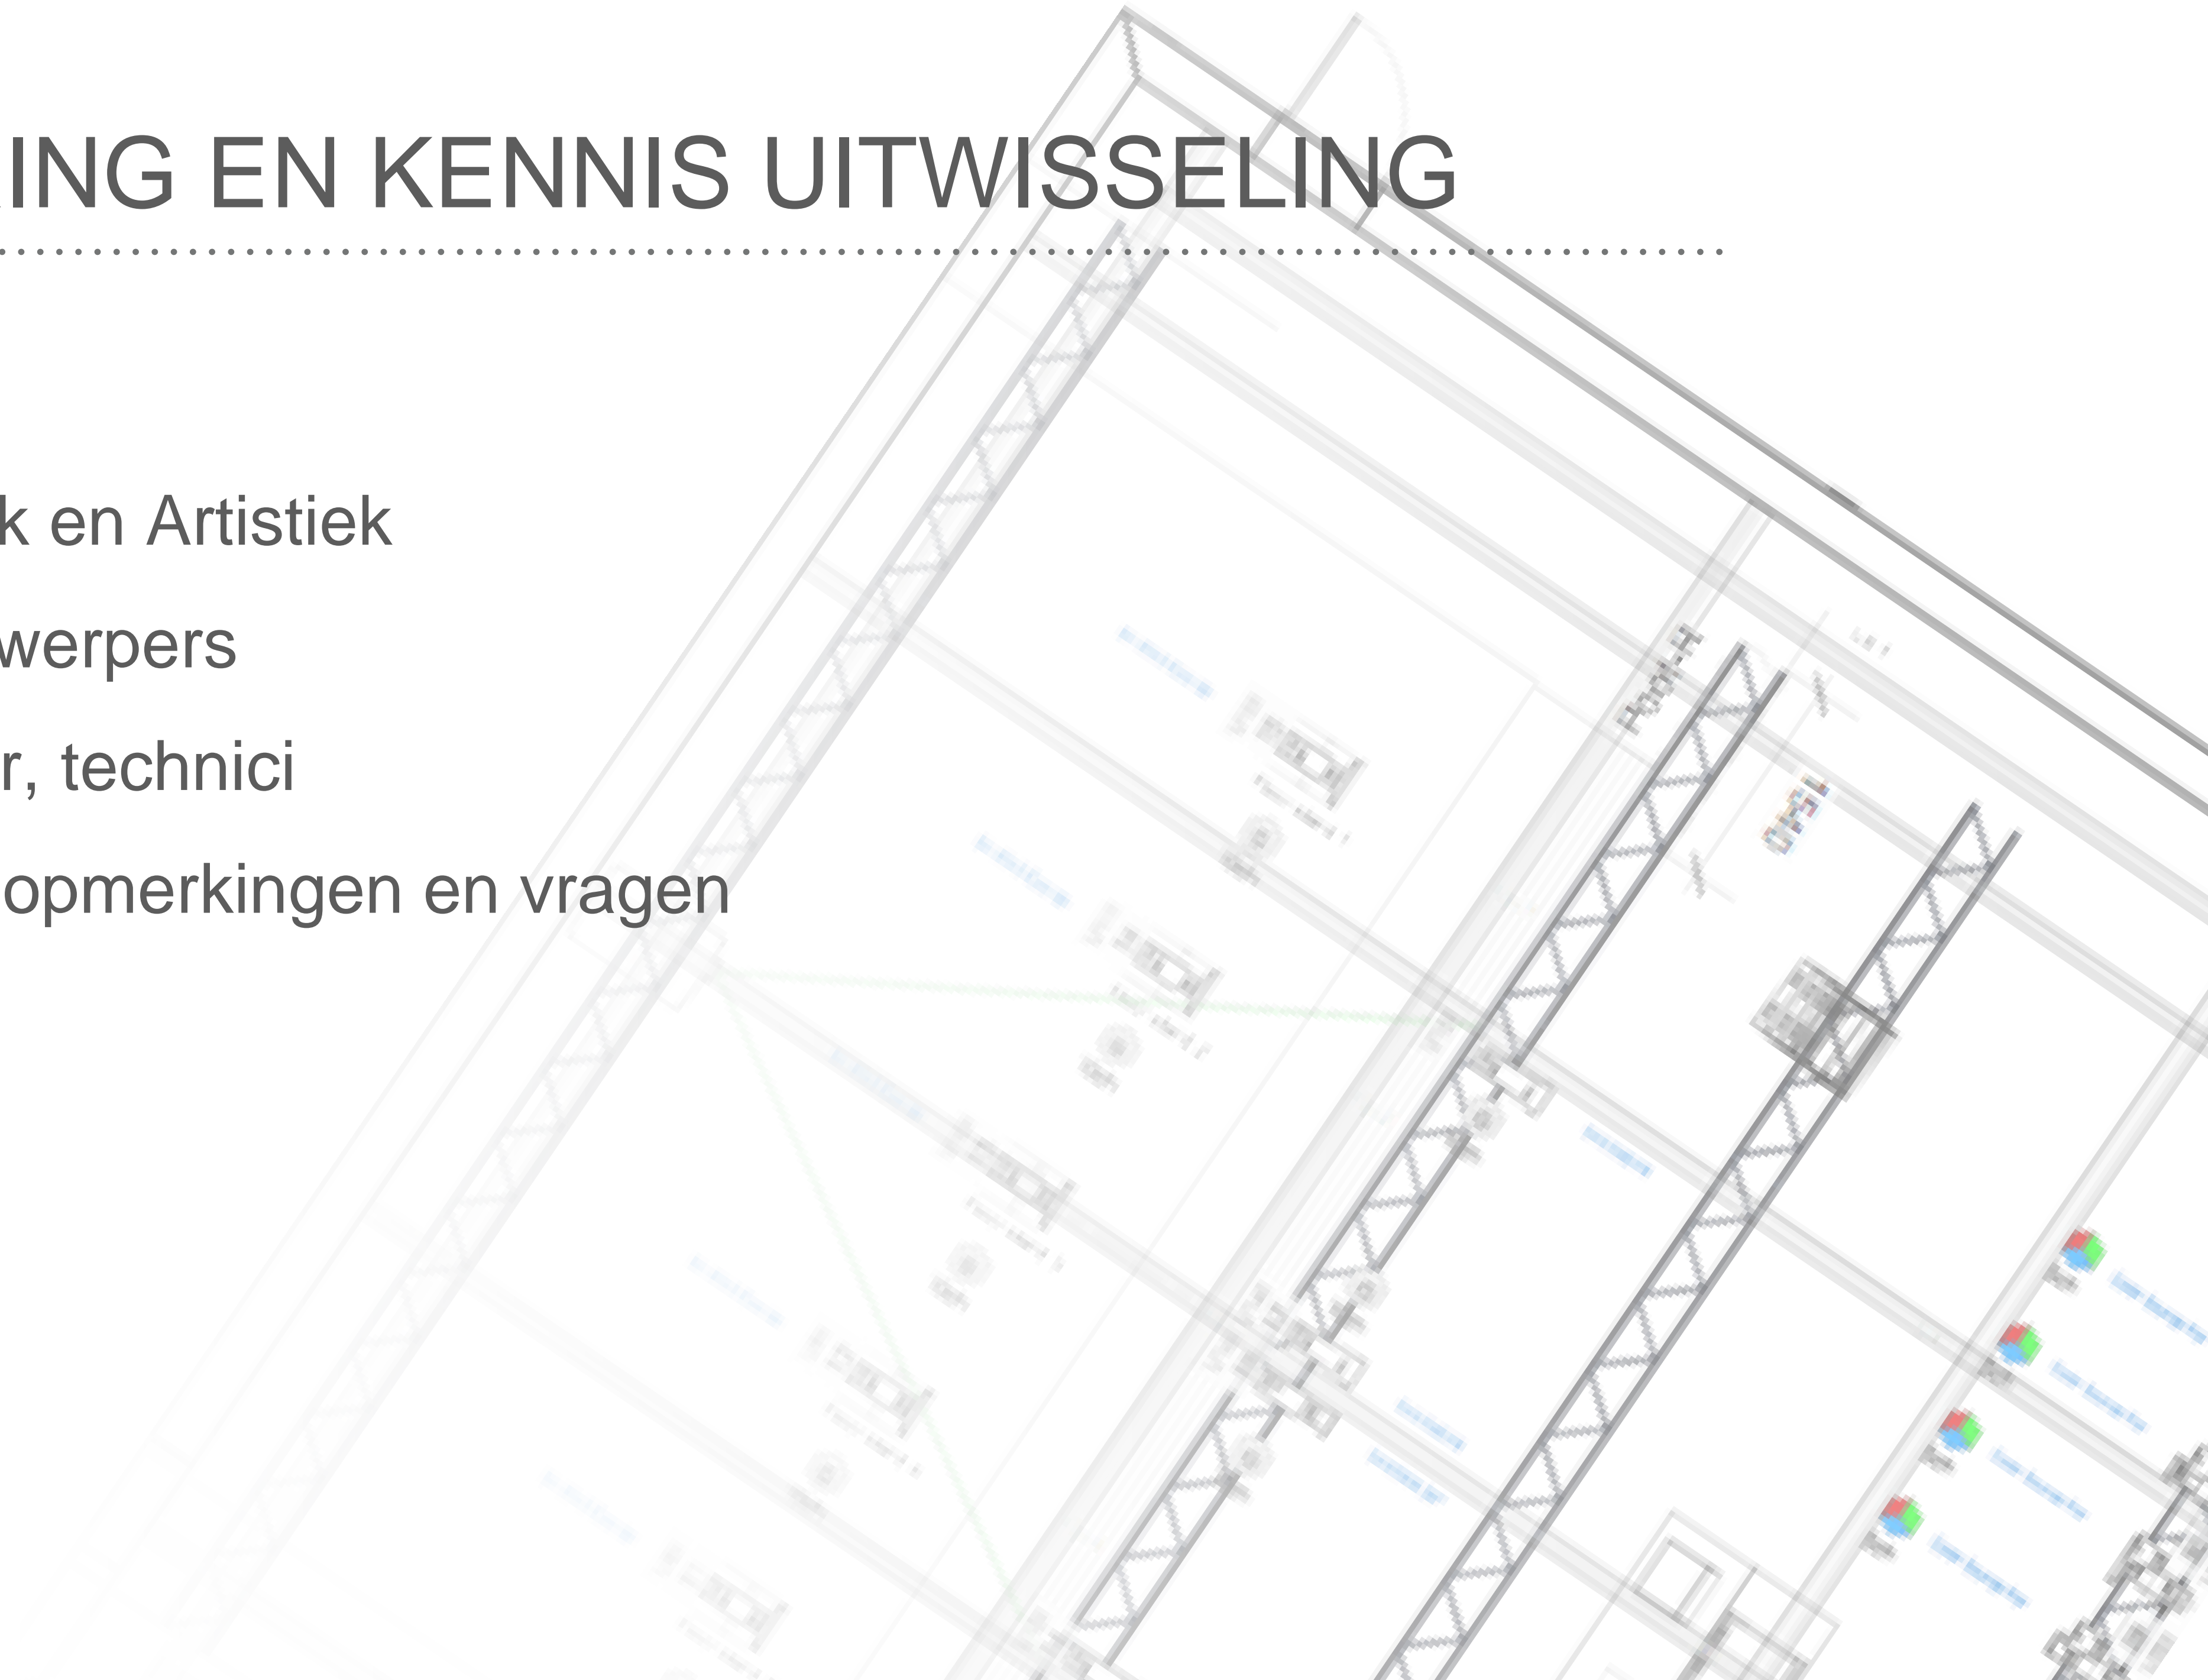 ING EN KENNIS UITWISSELING
k en Artistiek
werpers
r, technici
opmerkingen en vragen